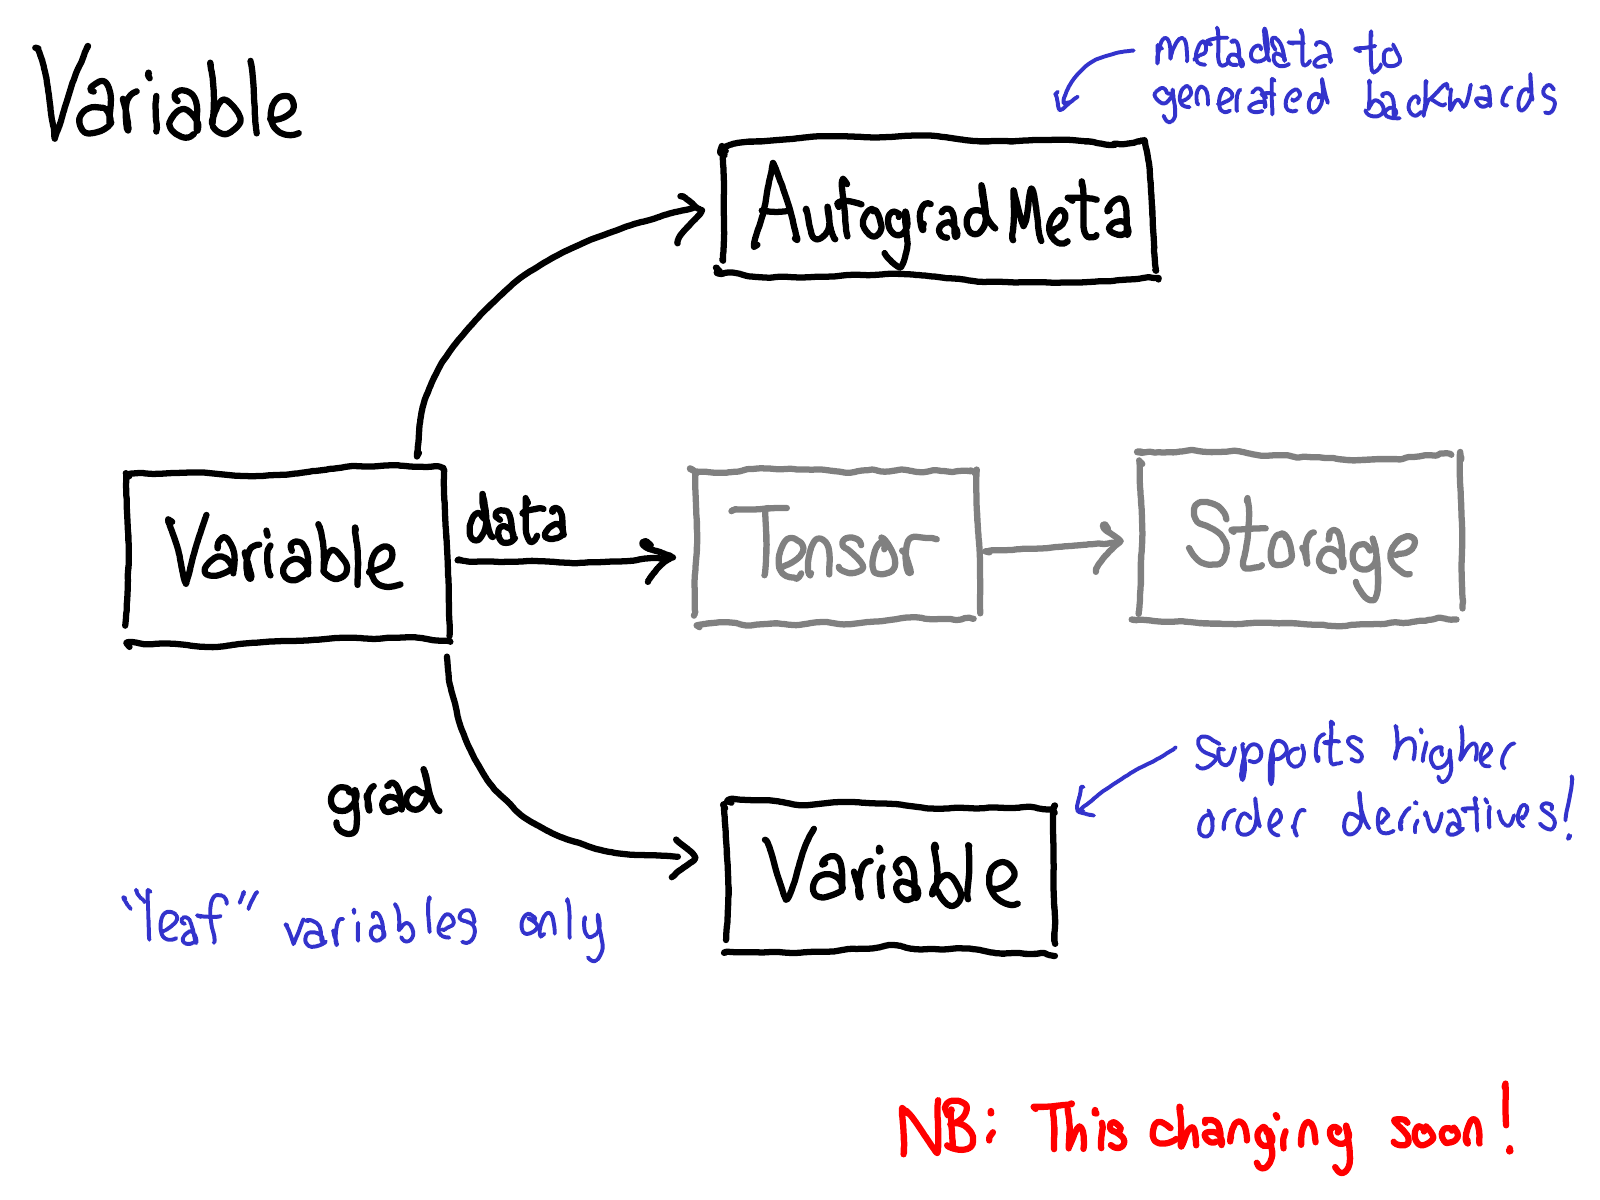 Variable
metadata to
generated backwards
AutogradMeta
Variable
data
Tensor
Storage
grad
"leaf" variables only
Variable
supports higher
order derivatives!
NB: This changing soon!